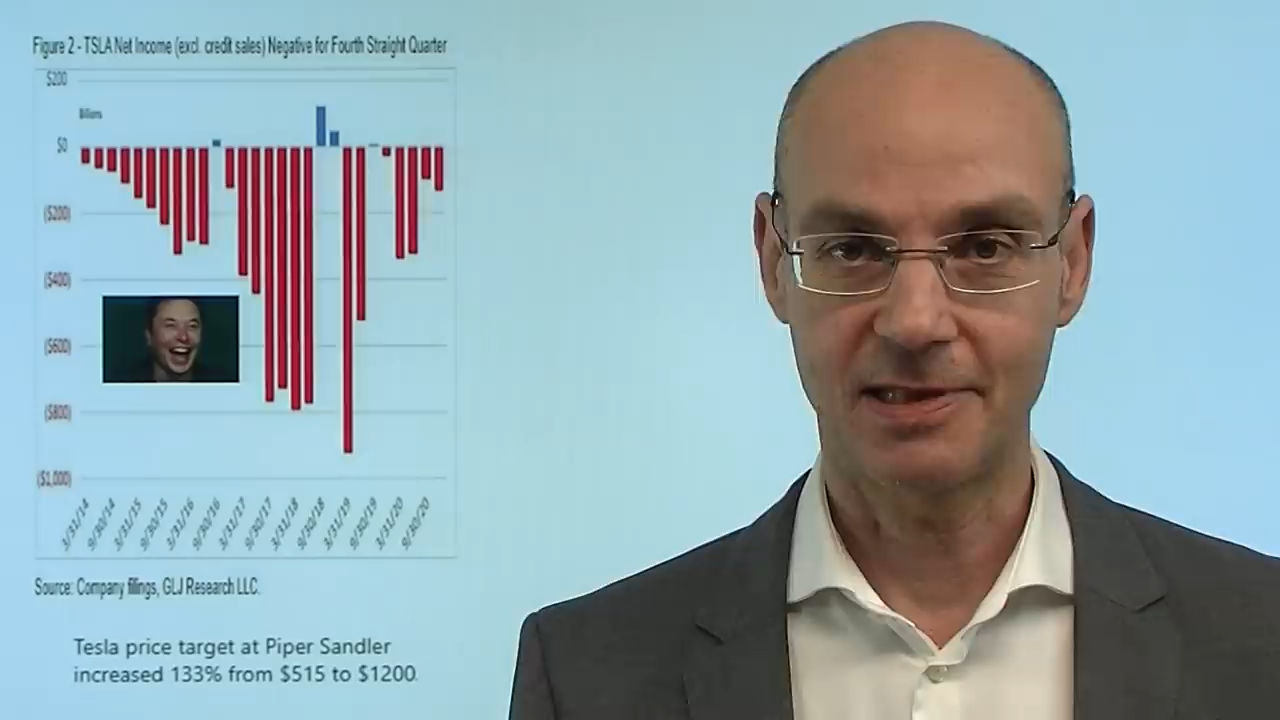 Figure 2 - TSLA Net Income (excl. credit sales) Negative for Fourth Straight Quarter
$200
Billions
$0
($200)
($400)
($600)
($800)
($1,000)
3/31/14 9/30/14 3/31/15 9/30/15 3/31/16 9/30/16 3/31/17 9/30/17 3/31/18 9/30/18 3/31/19 9/30/19 3/31/20 9/30/20
Source: Company filings, GLJ Research LLC.
Tesla price target at Piper Sandler
increased 133% from $515 to $1200.